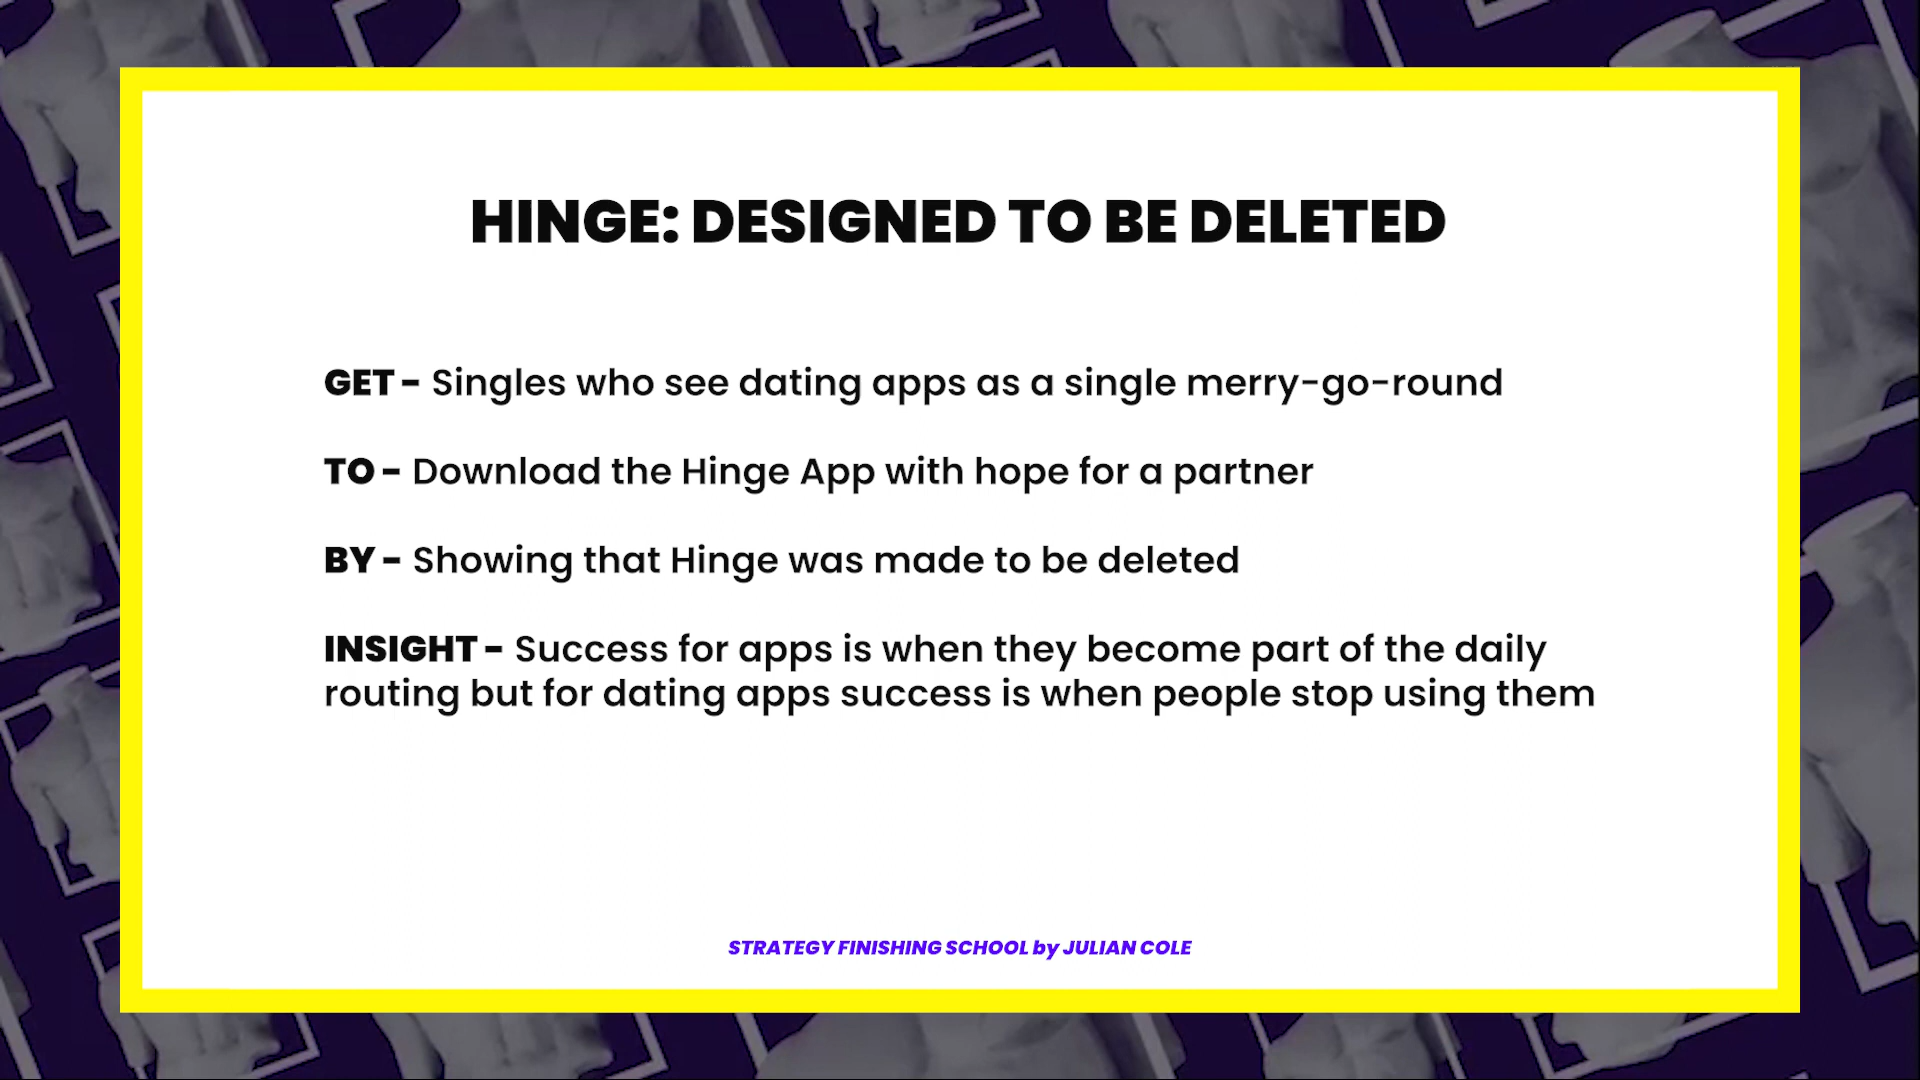 HINGE: DESIGNED TO BE DELETED
GET - Singles who see dating apps as a single merry-go-round
TO - Download the Hinge App with hope for a partner
BY - Showing that Hinge was made to be deleted
INSIGHT - Success for apps is when they become part of the daily
routing but for dating apps success is when people stop using them
STRATEGY FINISHING SCHOOL by JULIAN COLE